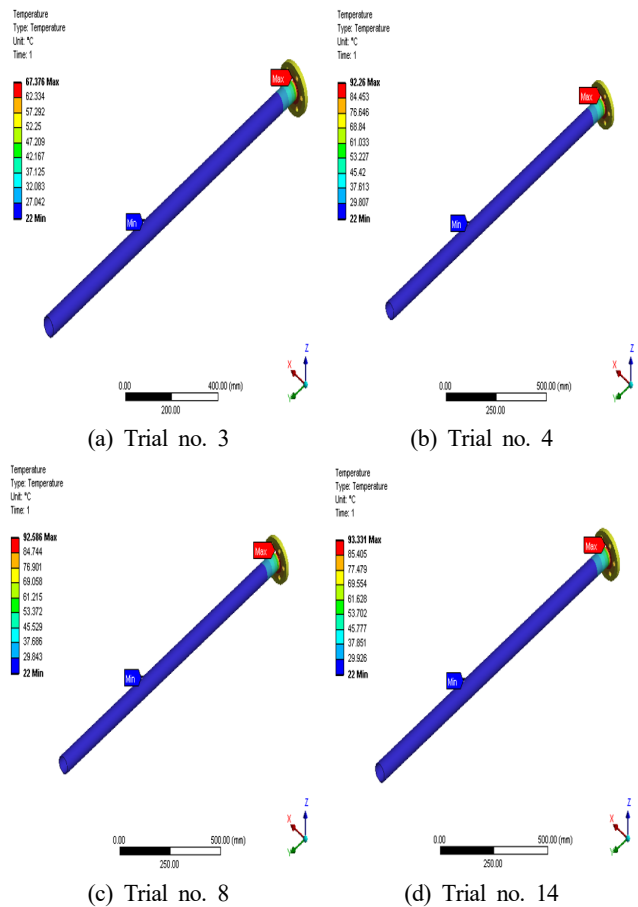 Temperature
Type: Temperature
Unit: °C
Time: 1
67.376 Max
62.334
57.292
52.25
47.209
42.167
37.125
32.083
27.042
22 Min
Max
Min
0.00
400.00 (mm)
200.00
X
Y
Z
(a) Trial no. 3
Temperature
Type: Temperature
Unit: °C
Time: 1
92.26 Max
84.453
76.646
68.84
61.033
53.227
45.42
37.613
29.807
22 Min
Max
Min
0.00
500.00 (mm)
250.00
X
Y
Z
(b) Trial no. 4
Temperature
Type: Temperature
Unit: °C
Time: 1
92.586 Max
84.744
76.901
69.058
61.215
53.372
45.529
37.686
29.843
22 Min
Max
Min
0.00
500.00 (mm)
250.00
X
Y
Z
(c) Trial no. 8
Temperature
Type: Temperature
Unit: °C
Time: 1
93.331 Max
85.405
77.479
69.554
61.628
53.702
45.777
37.851
29.926
22 Min
Max
Min
0.00
500.00 (mm)
250.00
X
Y
Z
(d) Trial no. 14